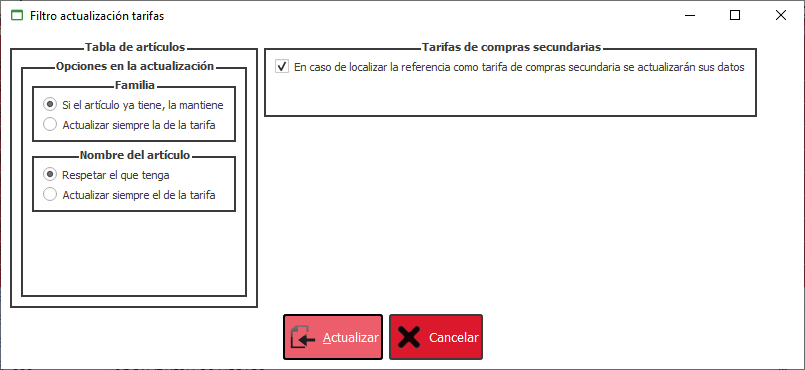 Filtro actualización tarifas
Tabla de artículos
Opciones en la actualización
Familia
Si el artículo ya tiene, la mantiene
Actualizar siempre la de la tarifa
Nombre del artículo
Respetar el que tenga
Actualizar siempre el de la tarifa
Tarifas de compras secundarias
En caso de localizar la referencia como tarifa de compras secundaria se actualizarán sus datos
Actualizar
Cancelar